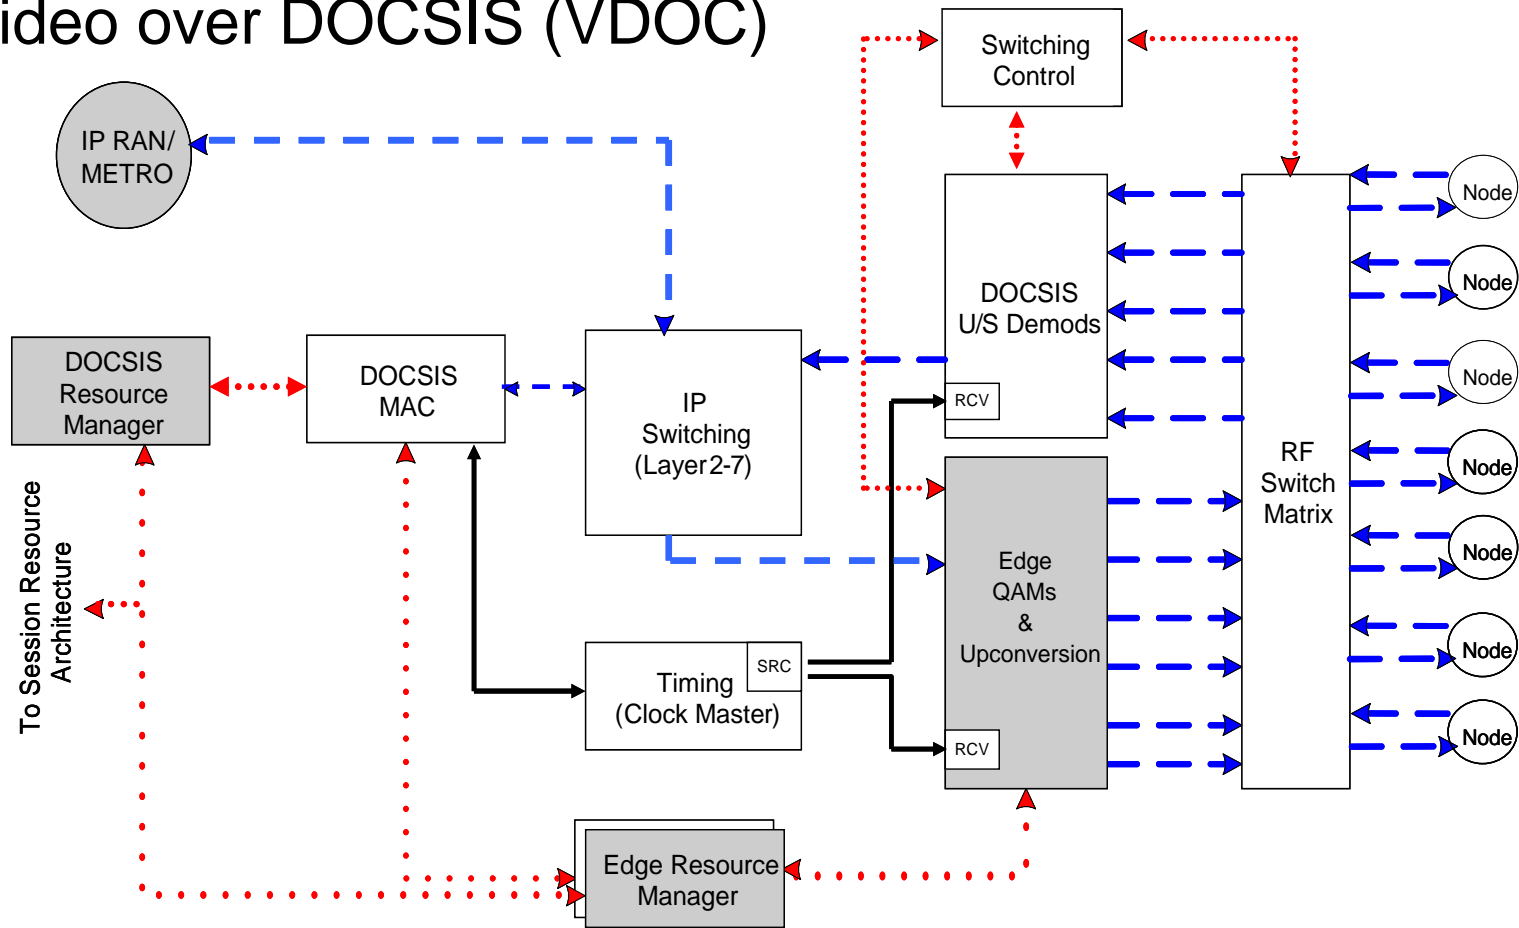 ideo over DOCSIS (VDOC)
Switching
Control
IP RAN/
METRO
Node
Node
Node
Node
Node
Node
Node
DOCSIS
U/S Demods
RCV
DOCSIS
Resource
Manager
DOCSIS
MAC
IP
Switching
(Layer 2-7)
RF
Switch
Matrix
To Session Resource
Architecture
Edge
QAMs
&
Upconversion
RCV
SRC
Timing
(Clock Master)
Edge Resource
Manager